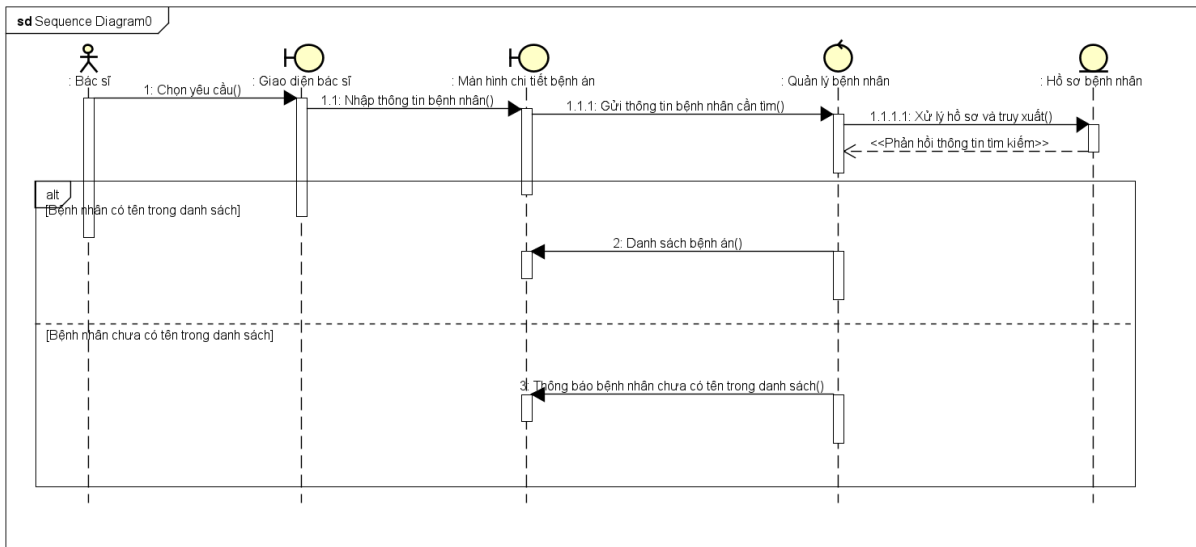 sd Sequence Diagram0
: Bác sĩ
: Giao diện bác sĩ
: Màn hình chi tiết bệnh án
: Quản lý bệnh nhân
: Hồ sơ bệnh nhân
1: Chọn yêu cầu()
1.1: Nhập thông tin bệnh nhân()
1.1.1: Gửi thông tin bệnh nhân cần tìm()
1.1.1.1: Xử lý hồ sơ và truy xuất()
<<Phản hồi thông tin tìm kiếm>>
alt
[Bệnh nhân có tên trong danh sách]
2: Danh sách bệnh án()
[Bệnh nhân chưa có tên trong danh sách]
3: Thông báo bệnh nhân chưa có tên trong danh sách()